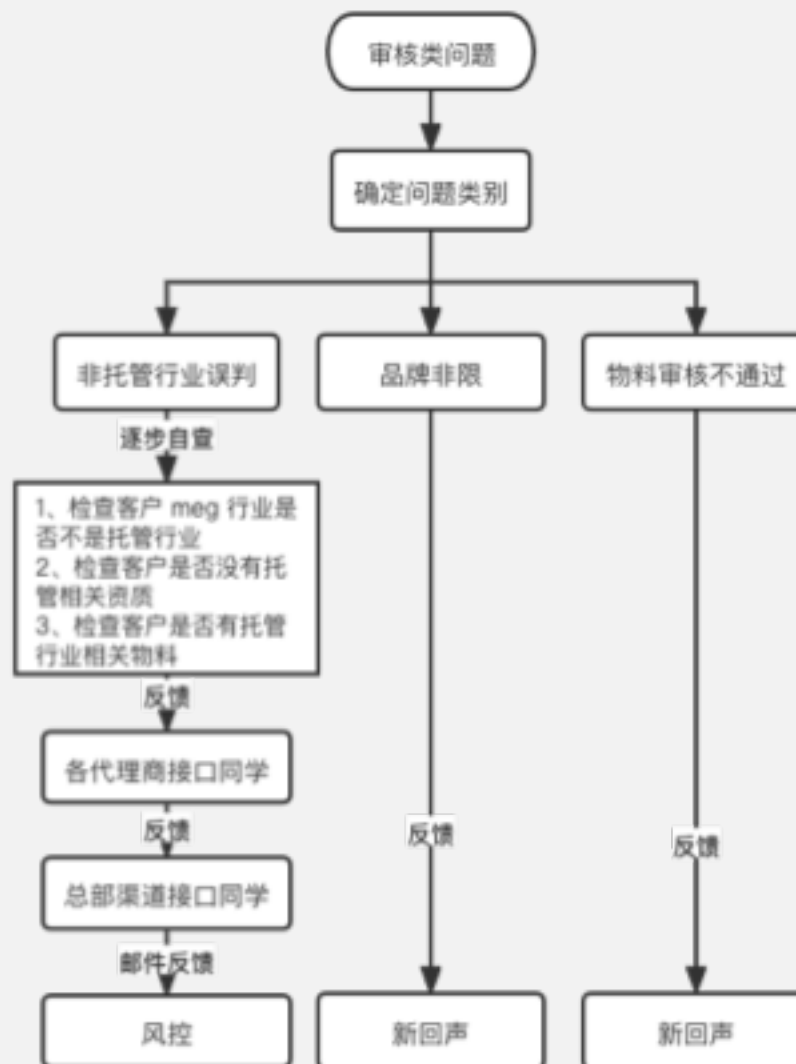 审核类问题
确定问题类别
非托管行业误判
品牌非限
物料审核不通过
逐步自查
1、检查客户 meg 行业是
否不是托管行业
2、检查客户是否没有托
管相关资质
3、检查客户是否有托管
行业相关物料
反馈
各代理商接口同学
反馈
反馈
反馈
总部渠道接口同学
邮件反馈
风控
新回声
新回声